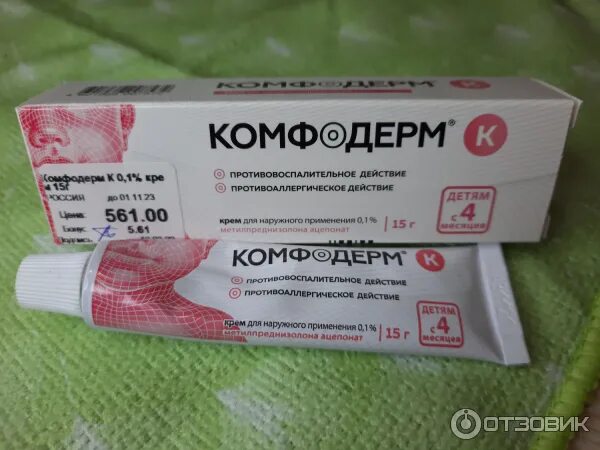 КОМФОДЕРМ® К
ПРОТИВОВОСПАЛИТЕЛЬНОЕ ДЕЙСТВИЕ
ПРОТИВОАЛЛЕРГИЧЕСКОЕ ДЕЙСТВИЕ
крем для наружного применения 0,1%
метилпреднизолона ацепонат
15 г
ДЕТЯМ
с 4
месяцев
Комфодерм К 0,1% кре
м 15г
РОССИЯ до 01.11.23
Цена: 561.00
5.61
КОМФОДЕРМ® К
ПРОТИВОВОСПАЛИТЕЛЬНОЕ ДЕЙСТВИЕ
ПРОТИВОАЛЛЕРГИЧЕСКОЕ ДЕЙСТВИЕ
крем для наружного применения 0,1%
метилпреднизолона ацепонат
15 г
ДЕТЯМ
с 4
месяцев
ОТЗОВИК